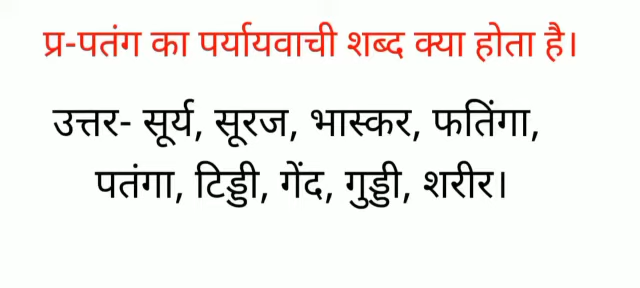 प्र-पतंग का पर्यायवाची शब्द क्या होता है।
उत्तर- सूर्य, सूरज, भास्कर, फतिंगा,
पतंगा, टिड्डी, गेंद, गुड्डी, शरीर।